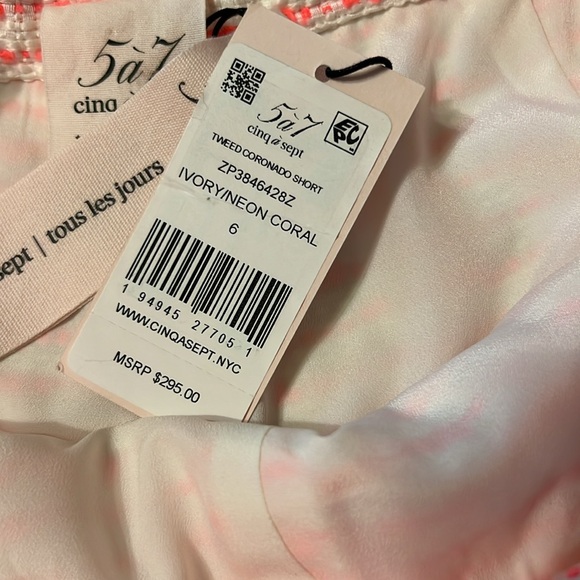 5à7
cinq
sept | tous les jours
5à7
cinq à sept
TWEED CORONADO SHORT
ZP3846428Z
IVORY/NEON CORAL
6
1 94945 27705 1
WWW.CINQASEPT.NYC
MSRP $295.00